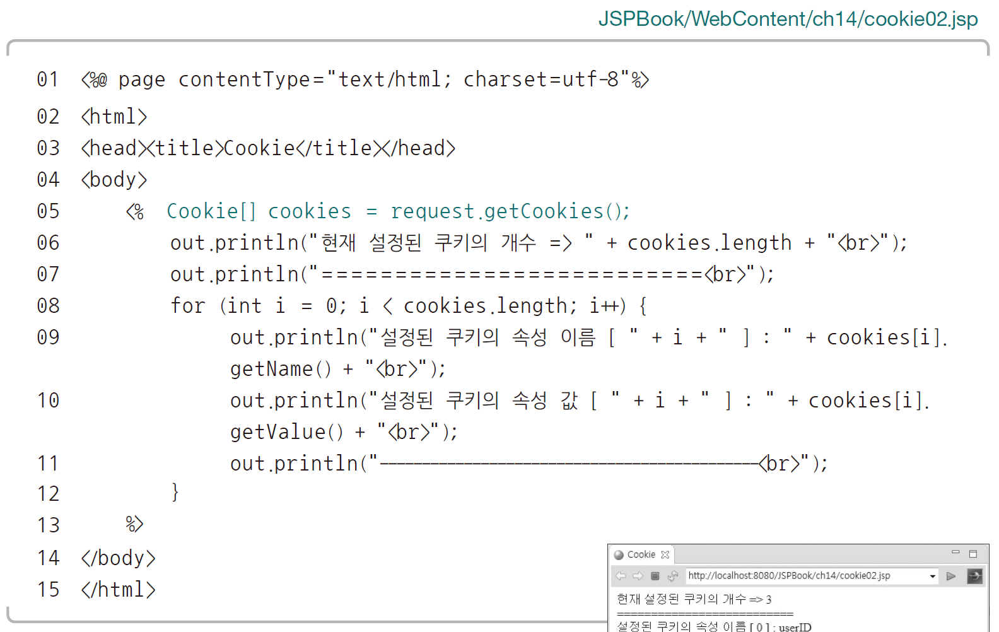 JSPBook/WebContent/ch14/cookie02.jsp
01 <%@ page contentType="text/html; charset=utf-8"%>
02 <html>
03 <head><title>Cookie</title></head>
04 <body>
05 <% Cookie[] cookies = request.getCookies();
06 out.println("현재 설정된 쿠키의 개수 => " + cookies.length + "<br>");
07 out.println("==========================<br>");
08 for (int i = 0; i < cookies.length; i++) {
09 out.println("설정된 쿠키의 속성 이름 [ " + i + " ] : " + cookies[i].
getName() + "<br>");
10 out.println("설정된 쿠키의 속성 값 [ " + i + " ] : " + cookies[i].
getValue() + "<br>");
11 out.println("---------------------------------------------<br>");
12 }
13 %>
14 </body>
15 </html>
Cookie
http://localhost:8080/JSPBook/ch14/cookie02.jsp
현재 설정된 쿠키의 개수 => 3
==========================
설정된 쿠키의 속성 이름 [ 0 ] : userID